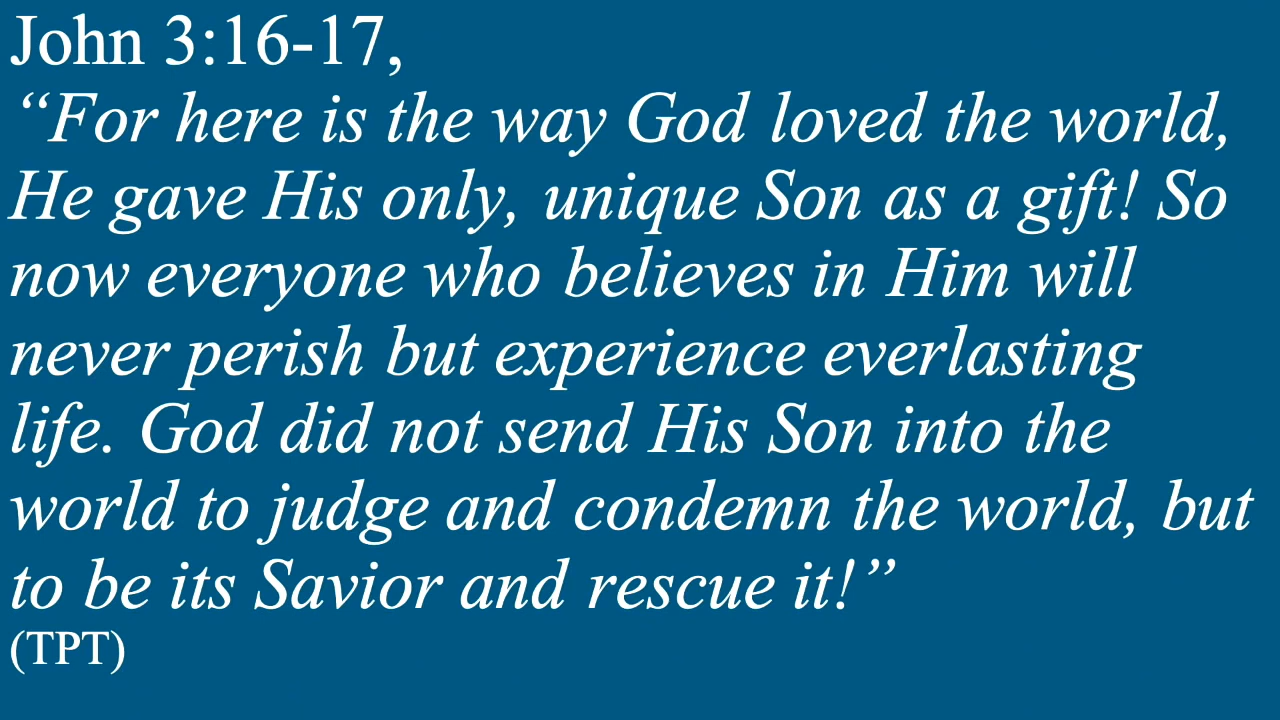 John 3:16-17,
“For here is the way God loved the world,
He gave His only, unique Son as a gift! So
now everyone who believes in Him will
never perish but experience everlasting
life. God did not send His Son into the
world to judge and condemn the world, but
to be its Savior and rescue it!”
(TPT)